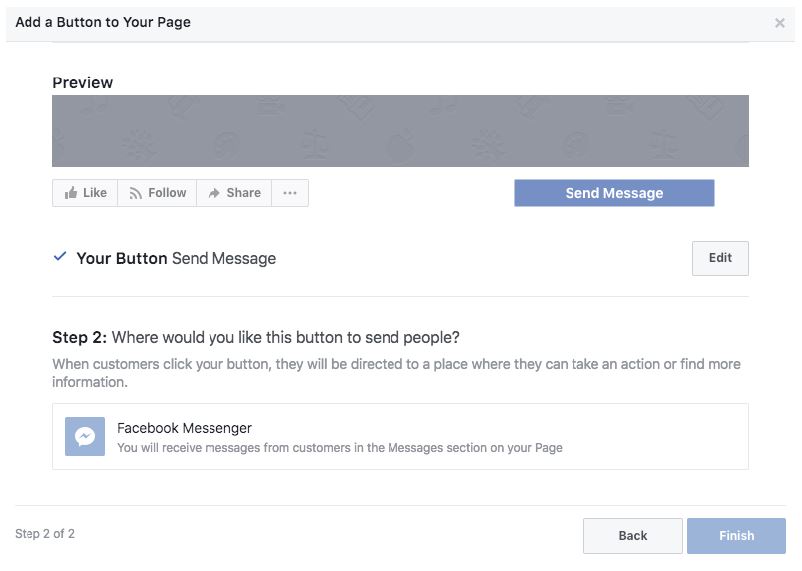 Add a Button to Your Page
Preview
Like Follow Share
Send Message
Your Button Send Message
Edit
Step 2: Where would you like this button to send people?
When customers click your button, they will be directed to a place where they can take an action or find more
information.
Facebook Messenger
You will receive messages from customers in the Messages section on your Page
Step 2 of 2
Back
Finish